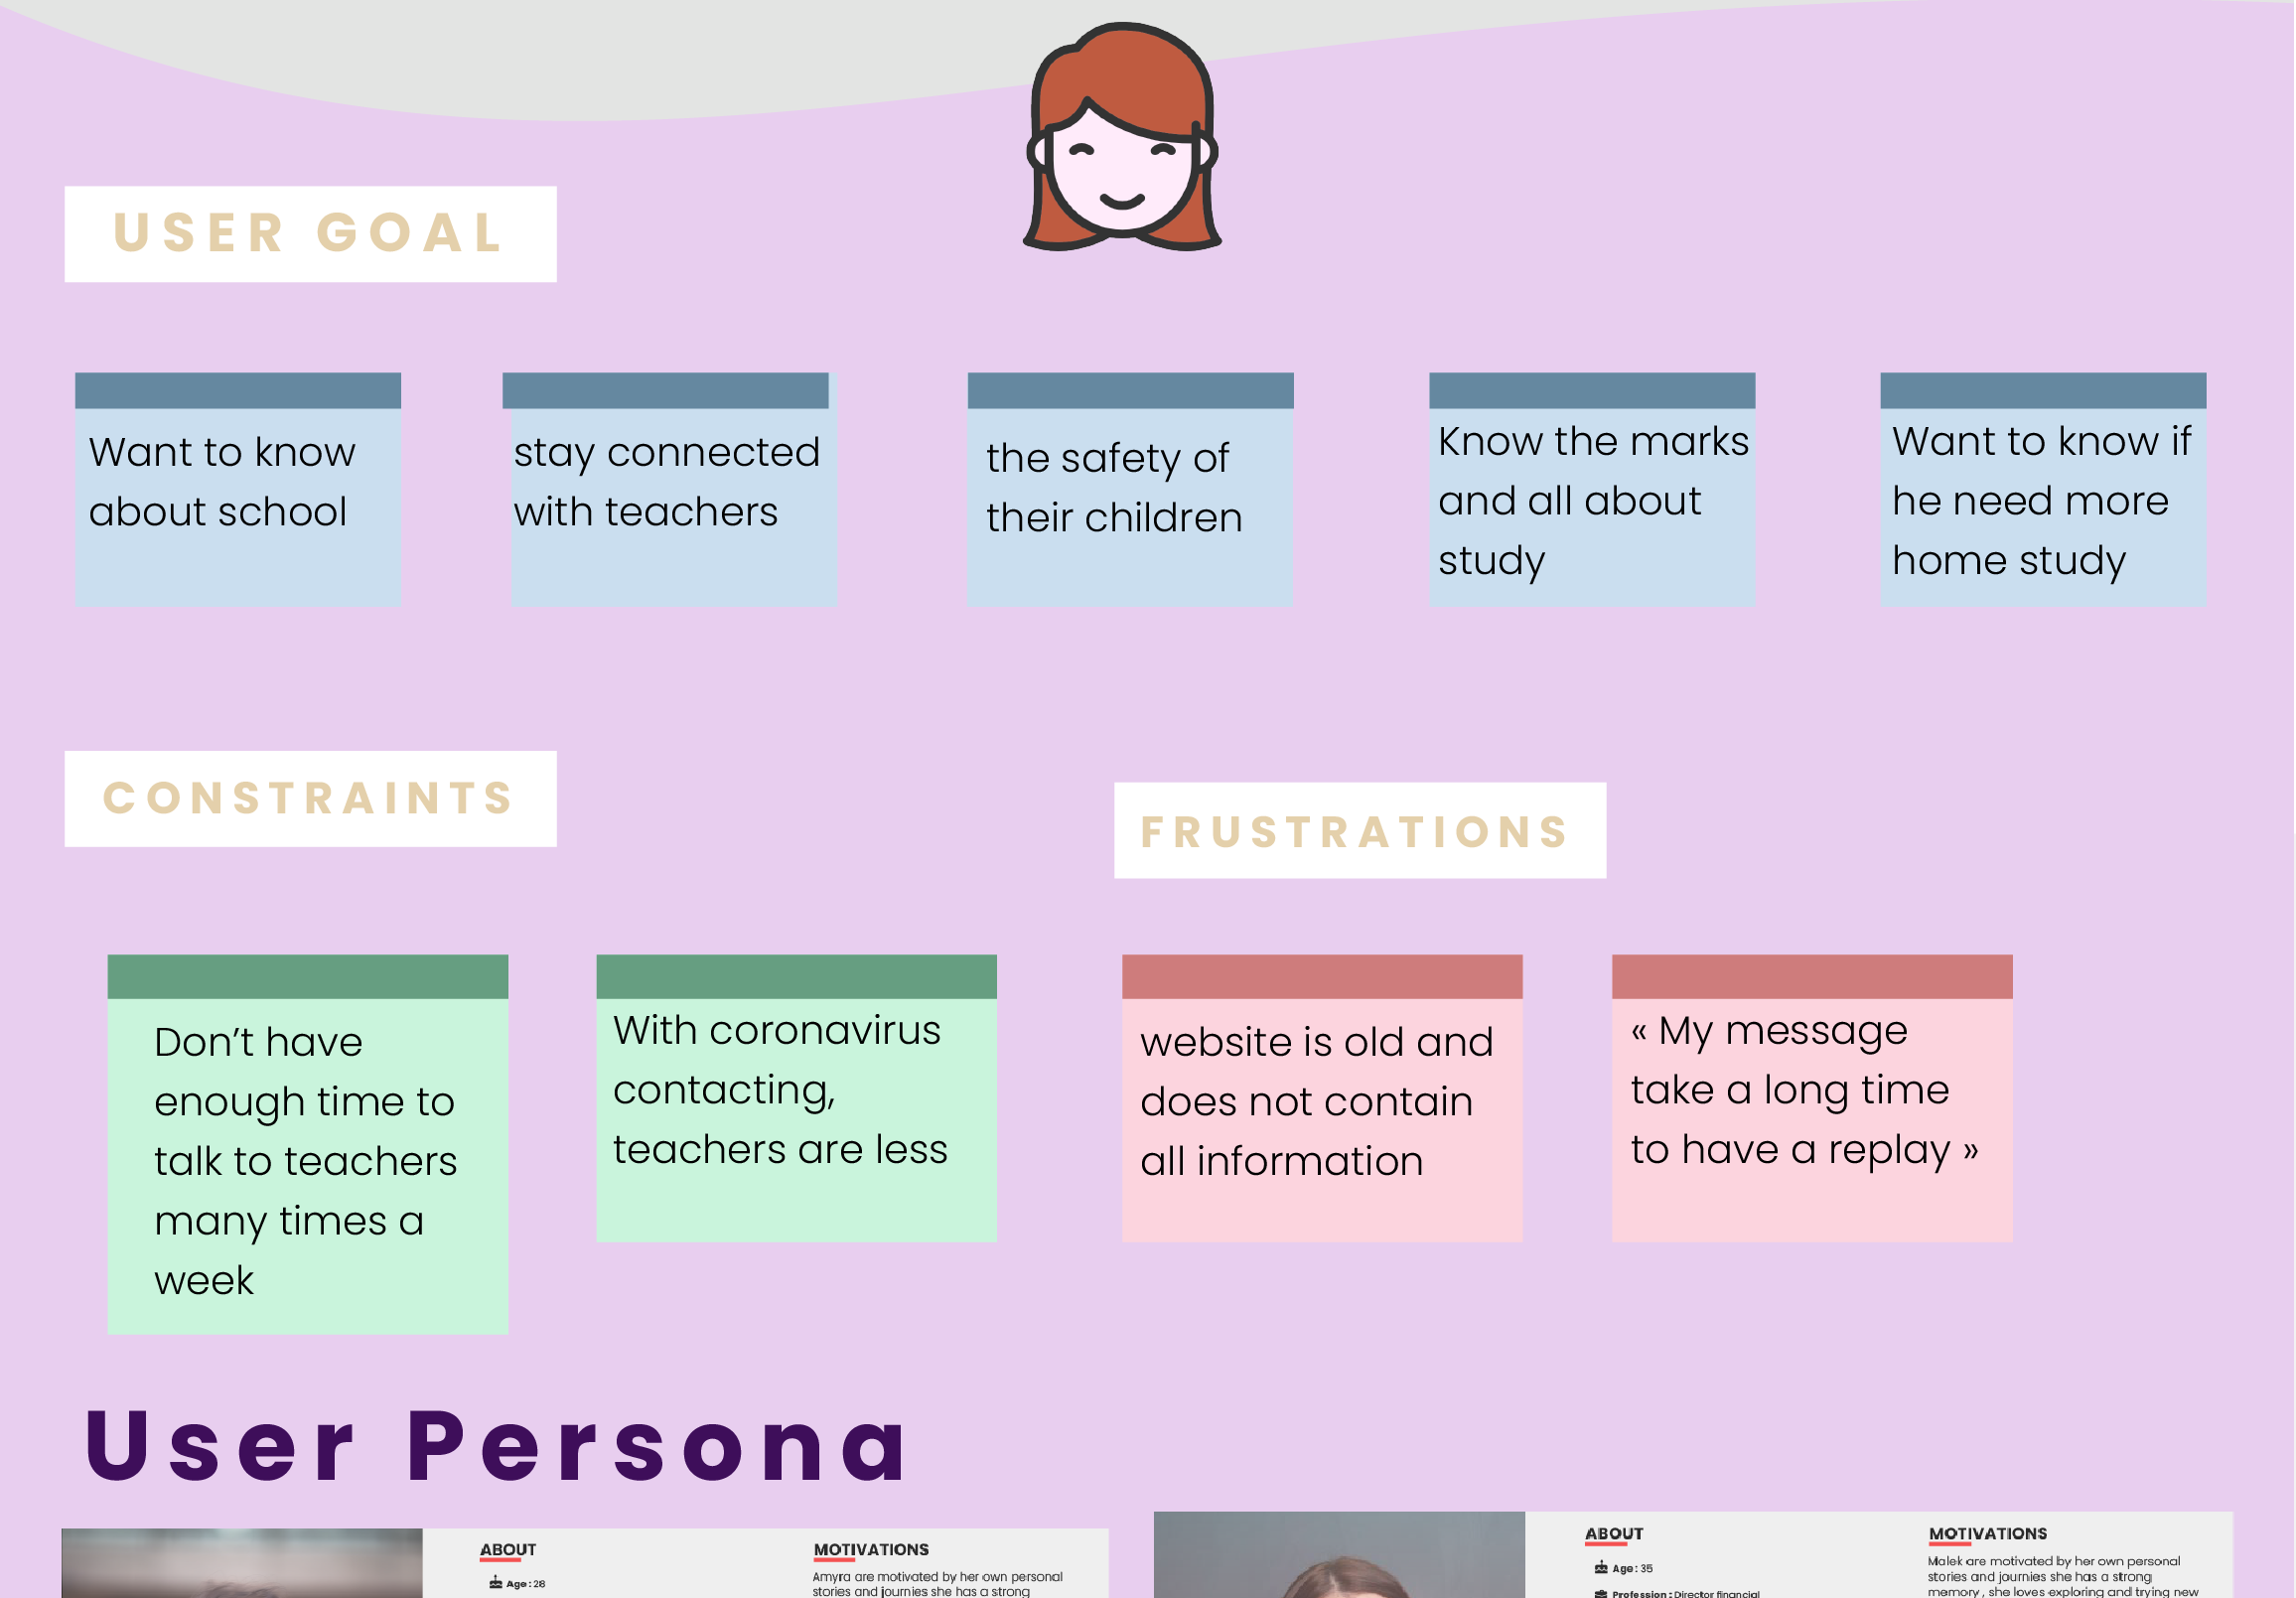 USER GOAL
Want to know
about school
stay connected
with teachers
the safety of
their children
Know the marks
and all about
study
Want to know if
he need more
home study
CONSTRAINTS
FRUSTRATIONS
Don’t have
enough time to
talk to teachers
many times a
week
With coronavirus
contacting,
teachers are less
website is old and
does not contain
all information
« My message
take a long time
to have a replay »
User Persona
ABOUT
Age : 28
MOTIVATIONS
Amyra are motivated by her own personal
stories and journies she has a strong
ABOUT
Age : 35
Profession : Director financial
MOTIVATIONS
Malek are motivated by her own personal
stories and journies she has a strong
memory , she loves exploring and trying new